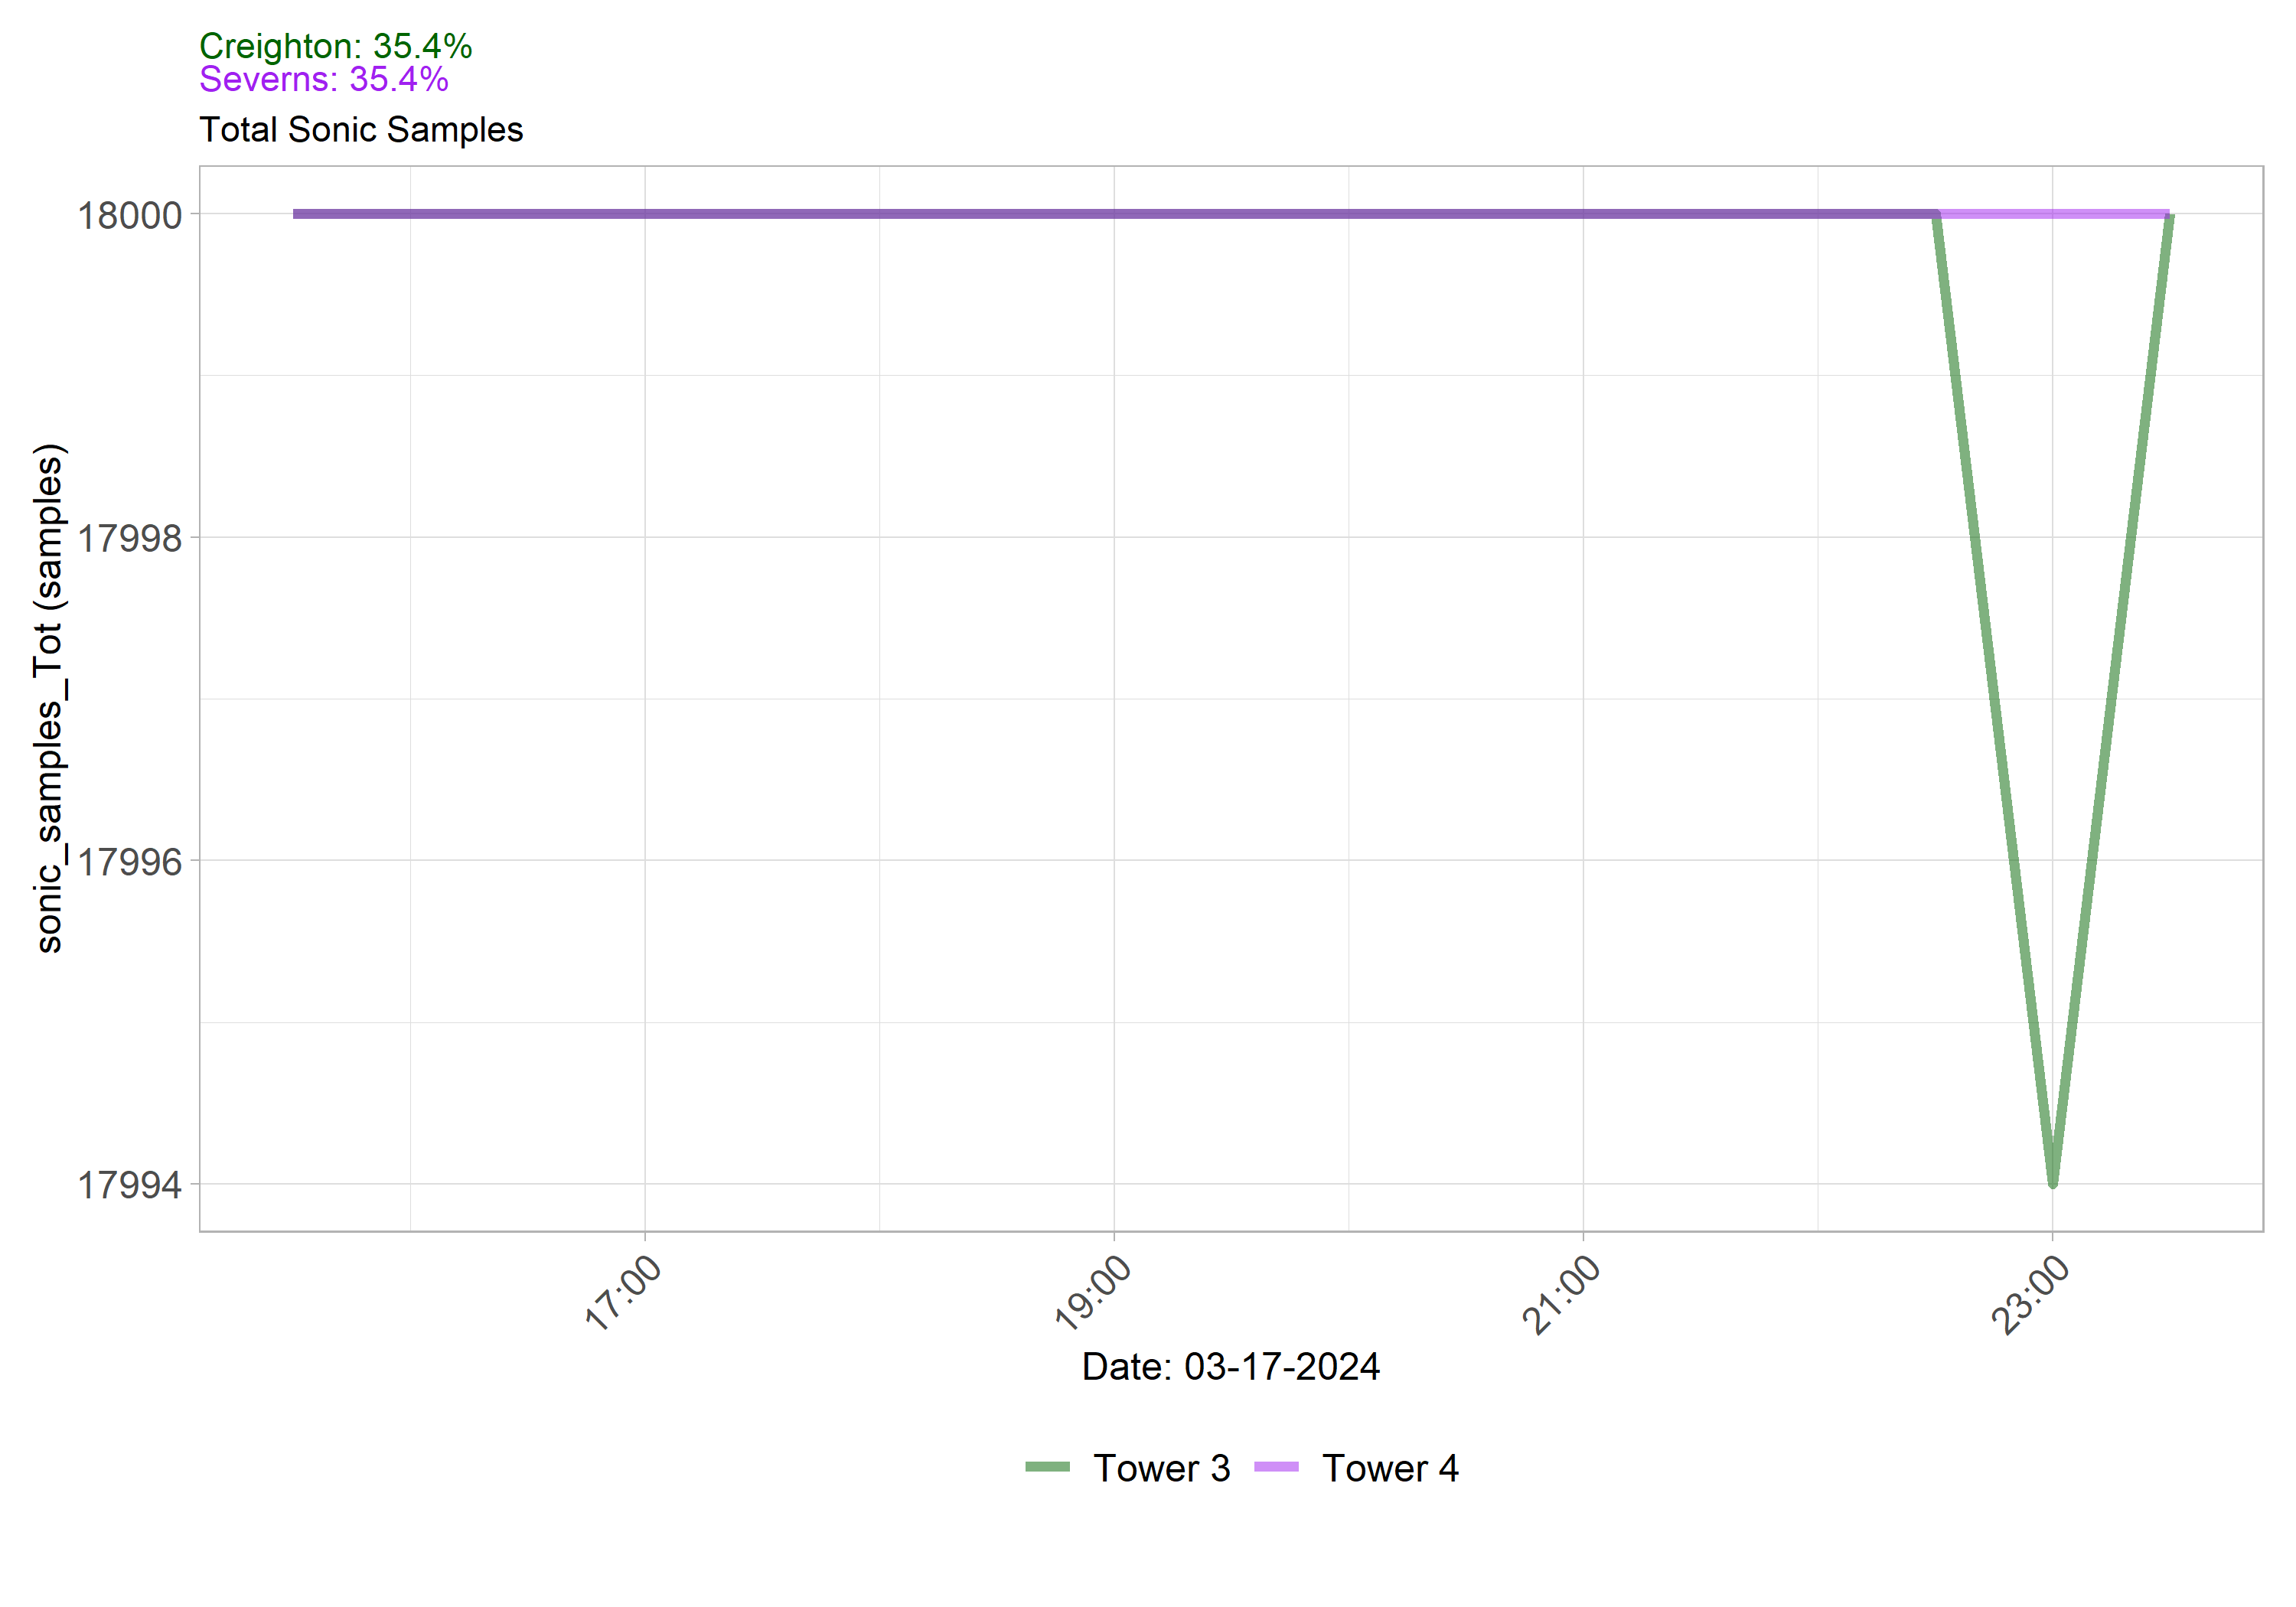 Creighton: 35.4%
Severns: 35.4%
Total Sonic Samples
sonic_samples_Tot (samples)
18000
17998
17996
17994
17:00
19:00
21:00
23:00
Date: 03-17-2024
Tower 3
Tower 4